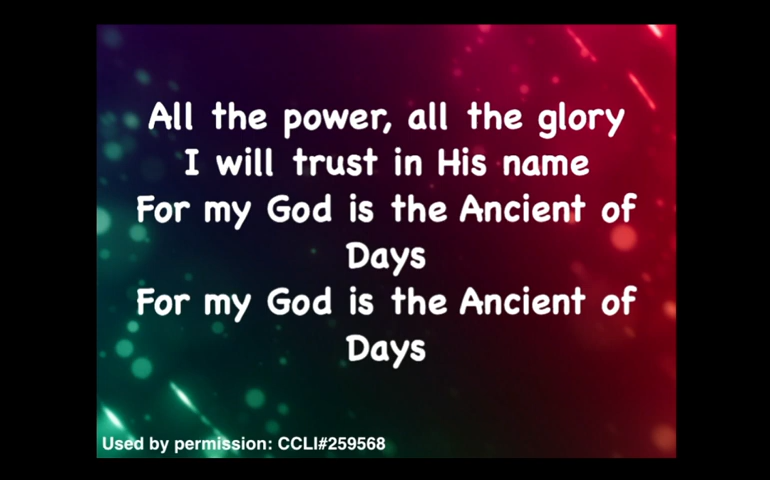 All the power, all the glory
I will trust in His name
For my God is the Ancient of
Days
For my God is the Ancient of
Days
Used by permission: CCLI#259568